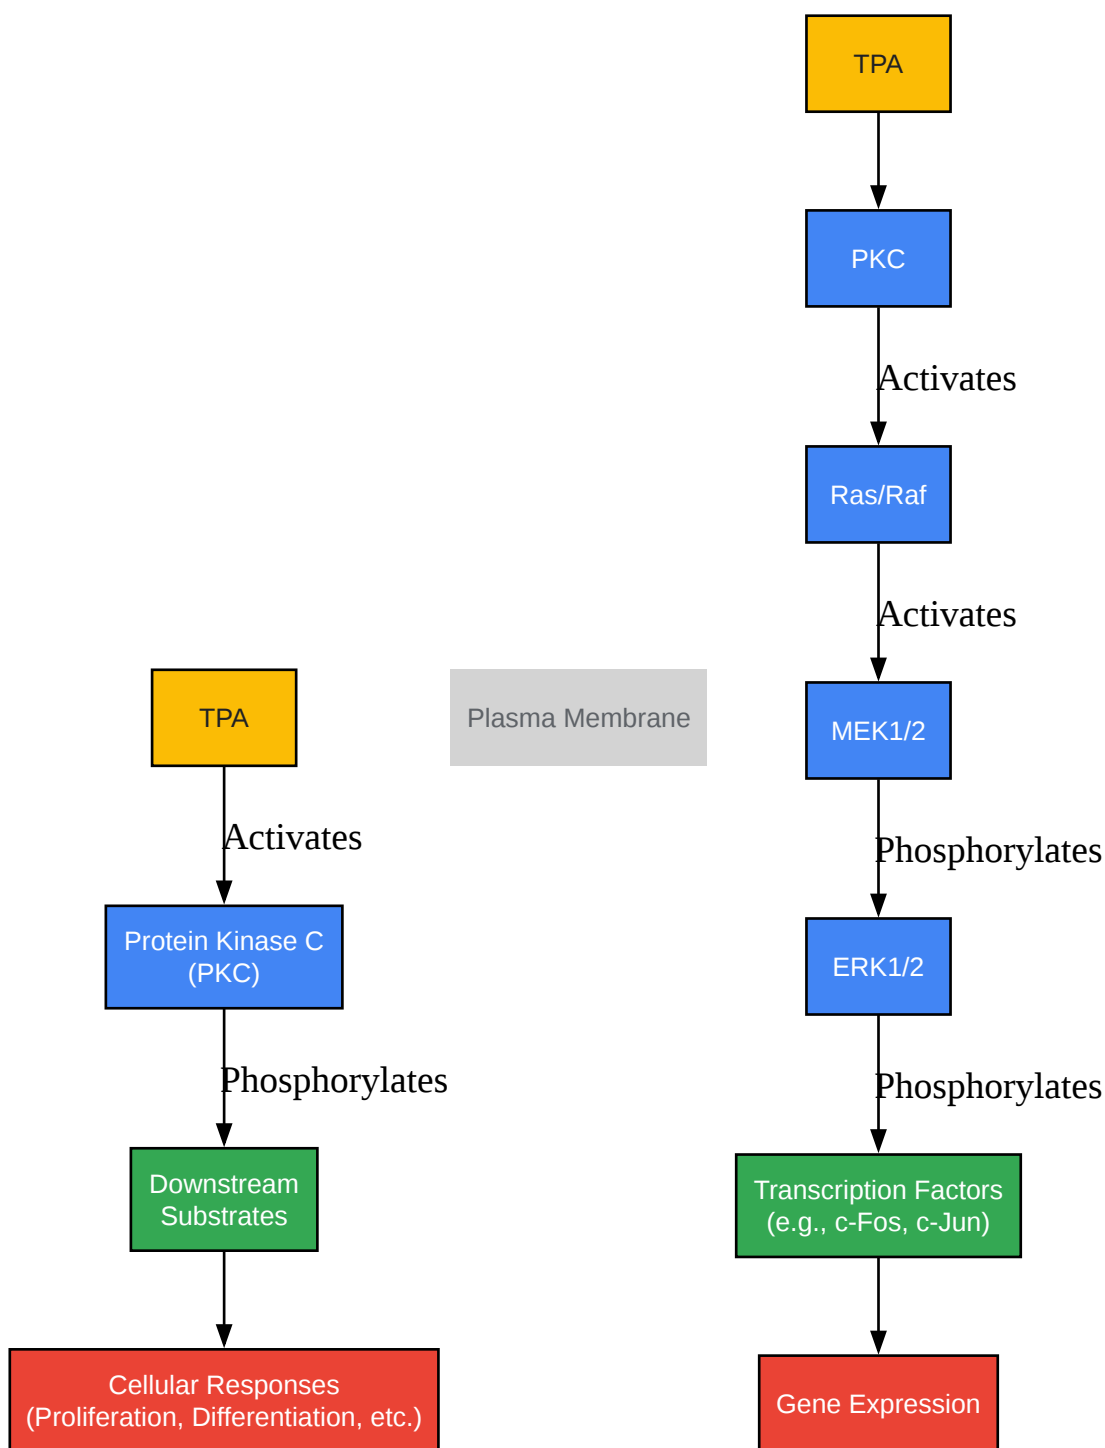 TPA
PKC
Activates
Ras/Raf
Activates
MEK1/2
Phosphorylates
ERK1/2
Phosphorylates
Transcription Factors
(e.g., c-Fos, c-Jun)
Gene Expression
Plasma Membrane
TPA
Activates
Protein Kinase C
(PKC)
Phosphorylates
Downstream
Substrates
Cellular Responses
(Proliferation, Differentiation, etc.)